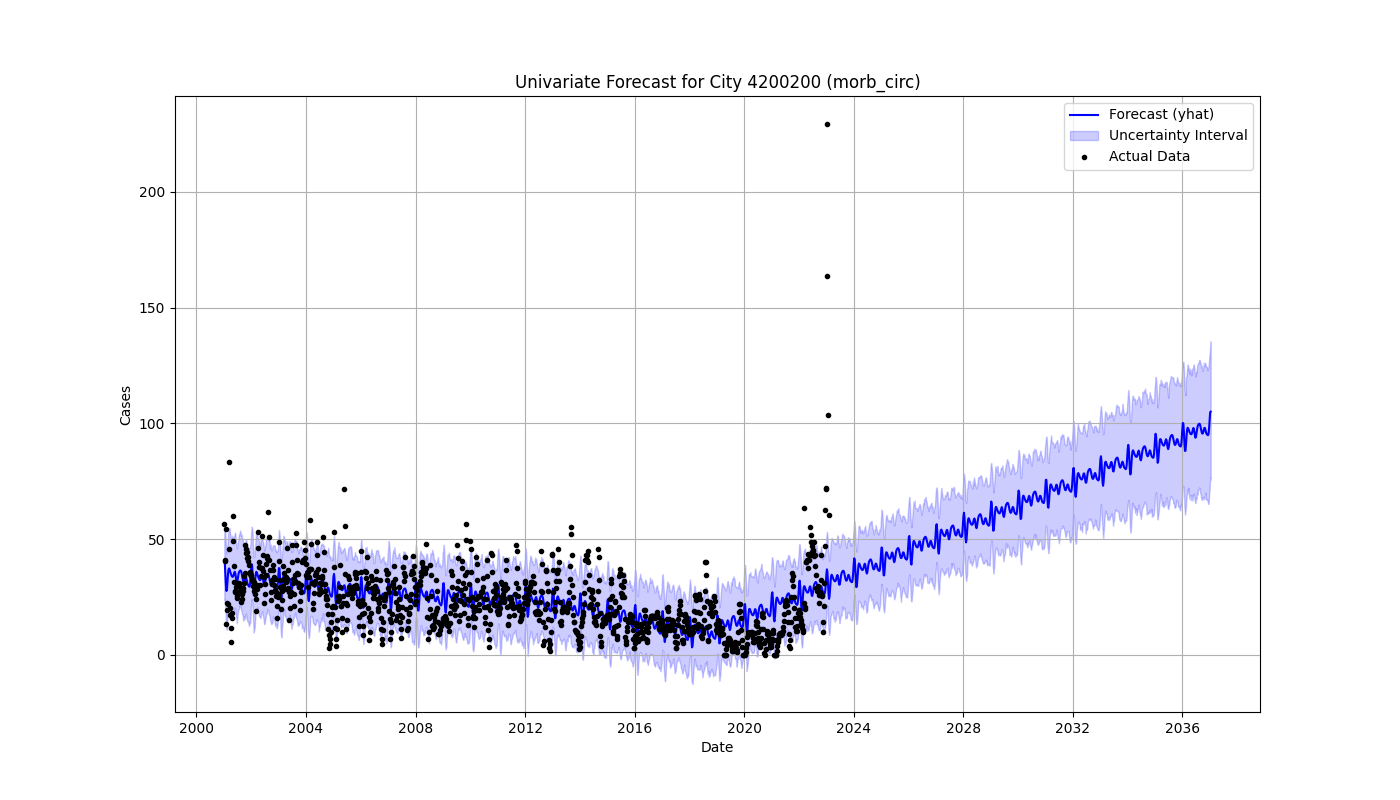 Univariate Forecast for City 4200200 (morb_circ)
Forecast (yhat)
Uncertainty Interval
Actual Data
Cases
200
150
100
50
0
2000 2004 2008 2012 2016 2020 2024 2028 2032 2036
Date